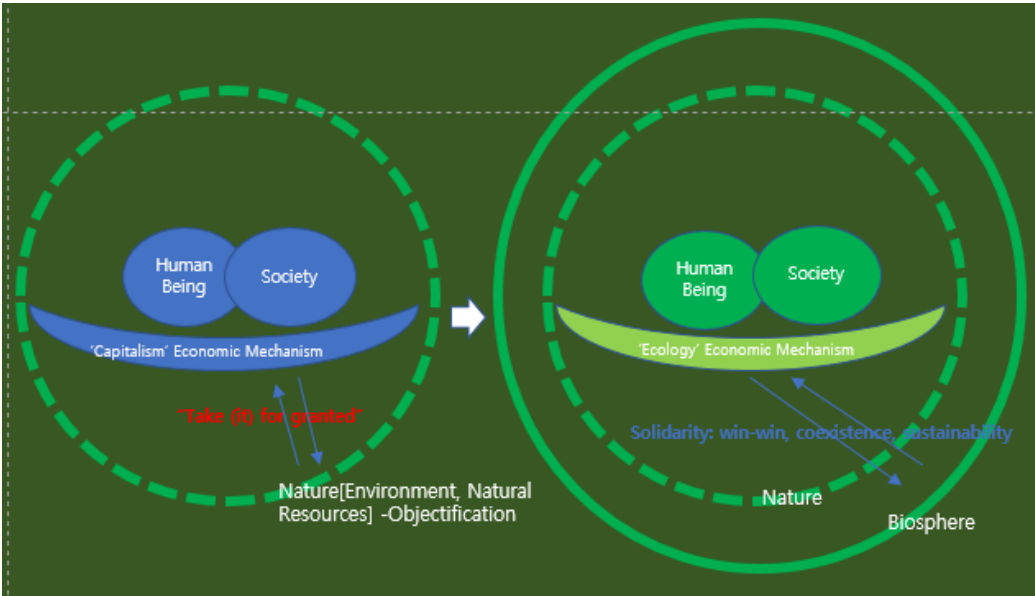 Human
Being
Society
'Capitalism' Economic Mechanism
"Take (it) for granted"
Nature[Environment, Natural
Resources] -Objectification
Human
Being
Society
'Ecology' Economic Mechanism
Solidarity: win-win, coexistence, sustainability
Nature
Biosphere